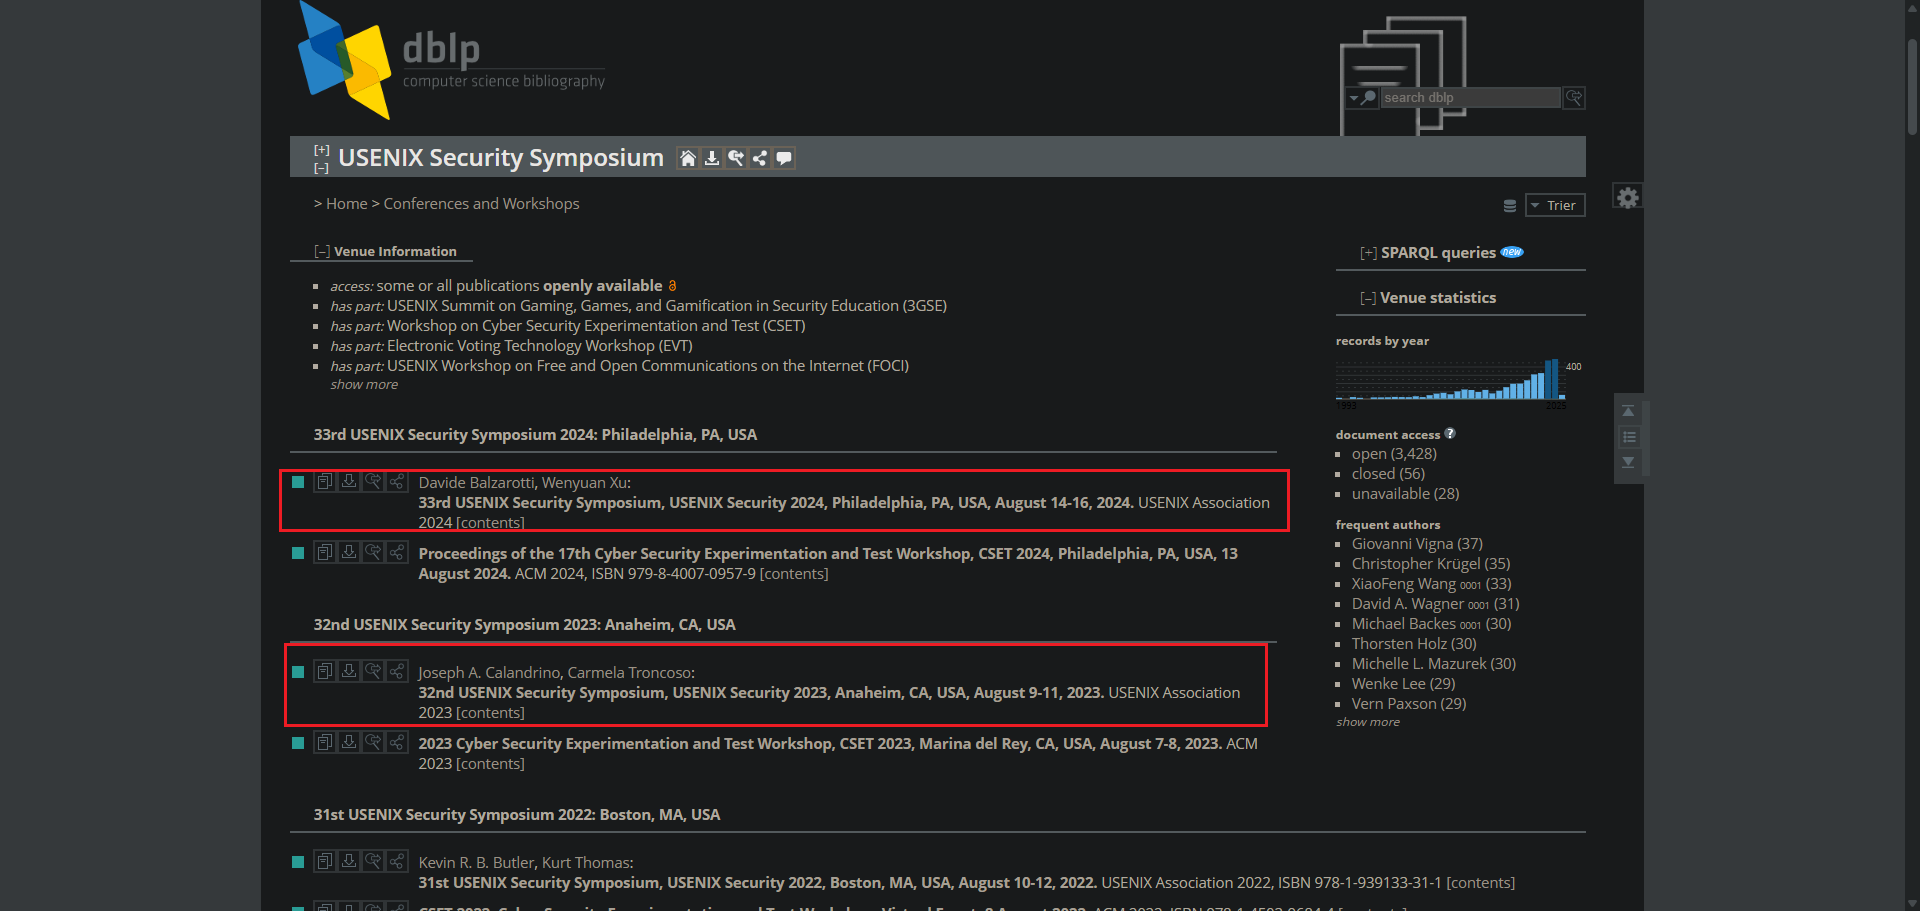 dblp
computer science bibliography
search dblp
[+]
[–]
USENIX Security Symposium
> Home > Conferences and Workshops
Trier
[–] Venue Information
access: some or all publications openly available
has part: USENIX Summit on Gaming, Games, and Gamification in Security Education (3GSE)
has part: Workshop on Cyber Security Experimentation and Test (CSET)
has part: Electronic Voting Technology Workshop (EVT)
has part: USENIX Workshop on Free and Open Communications on the Internet (FOCI)
show more
33rd USENIX Security Symposium 2024: Philadelphia, PA, USA
Davide Balzarotti, Wenyuan Xu:
33rd USENIX Security Symposium, USENIX Security 2024, Philadelphia, PA, USA, August 14-16, 2024. USENIX Association
2024 [contents]
Proceedings of the 17th Cyber Security Experimentation and Test Workshop, CSET 2024, Philadelphia, PA, USA, 13
August 2024. ACM 2024, ISBN 979-8-4007-0957-9 [contents]
32nd USENIX Security Symposium 2023: Anaheim, CA, USA
Joseph A. Calandrino, Carmela Troncoso:
32nd USENIX Security Symposium, USENIX Security 2023, Anaheim, CA, USA, August 9-11, 2023. USENIX Association
2023 [contents]
2023 Cyber Security Experimentation and Test Workshop, CSET 2023, Marina del Rey, CA, USA, August 7-8, 2023. ACM
2023 [contents]
31st USENIX Security Symposium 2022: Boston, MA, USA
Kevin R. B. Butler, Kurt Thomas:
31st USENIX Security Symposium, USENIX Security 2022, Boston, MA, USA, August 10-12, 2022. USENIX Association 2022, ISBN 978-1-939133-31-1 [contents]
[+] SPARQL queries new
[–] Venue statistics
records by year
400
1993
2025
document access ?
open (3,428)
closed (56)
unavailable (28)
frequent authors
Giovanni Vigna (37)
Christopher Krügel (35)
XiaoFeng Wang 0001 (33)
David A. Wagner 0001 (31)
Michael Backes 0001 (30)
Thorsten Holz (30)
Michelle L. Mazurek (30)
Wenke Lee (29)
Vern Paxson (29)
show more